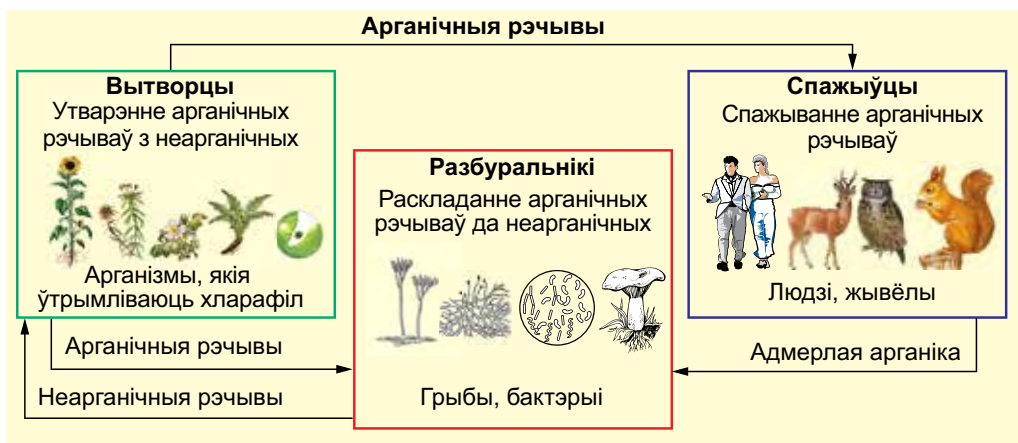 Арганічныя рэчывы
Вытворцы
Утварэнне арганічных
рэчываў з неарганічных
Арганізмы, якія
ўтрымліваюць хларафіл
Спажыўцы
Спажыванне арганічных
рэчываў
Людзі, жывёлы
Разбуральнікі
Раскладанне арганічных
рэчываў да неарганічных
Грыбы, бактэрыі
Арганічныя рэчывы
Неарганічныя рэчывы
Адмерлая арганіка